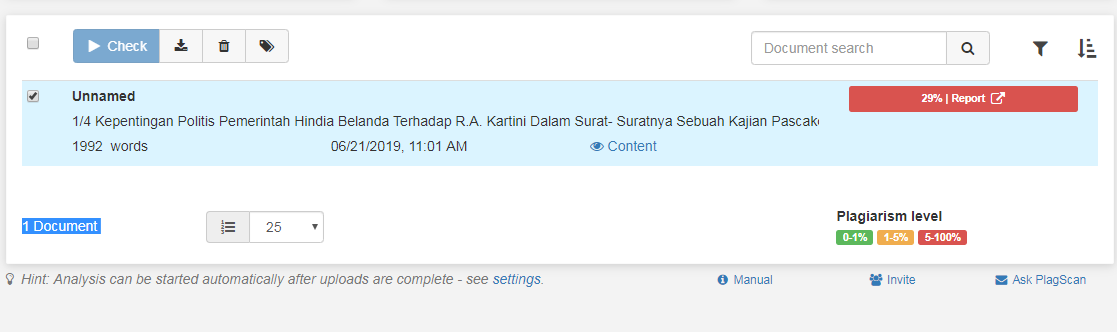 Check
Document search
Unnamed
29% | Report
1/4 Kepentingan Politis Pemerintah Hindia Belanda Terhadap R.A. Kartini Dalam Surat- Suratnya Sebuah Kajian Pascako
1992 words 06/21/2019, 11:01 AM Content
1 Document
25
Plagiarism level
0-1% 1-5% 5-100%
Hint: Analysis can be started automatically after uploads are complete - see settings.
Manual Invite Ask PlagScan